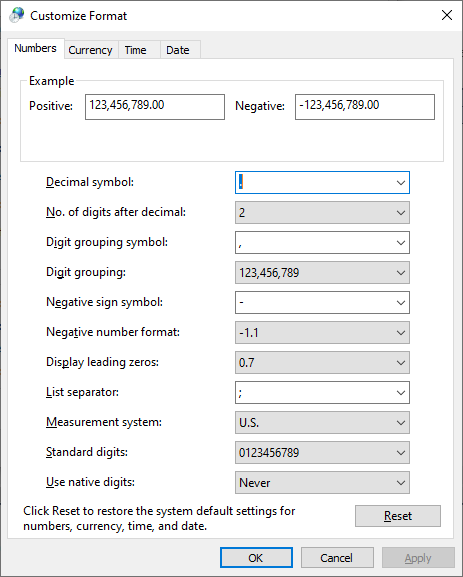 Customize Format
Numbers Currency Time Date
Example
Positive: 123,456,789.00 Negative: -123,456,789.00
Decimal symbol: .
No. of digits after decimal: 2
Digit grouping symbol: ,
Digit grouping: 123,456,789
Negative sign symbol: -
Negative number format: -1.1
Display leading zeros: 0.7
List separator: ;
Measurement system: U.S.
Standard digits: 0123456789
Use native digits: Never
Click Reset to restore the system default settings for
numbers, currency, time, and date.
Reset
OK Cancel Apply